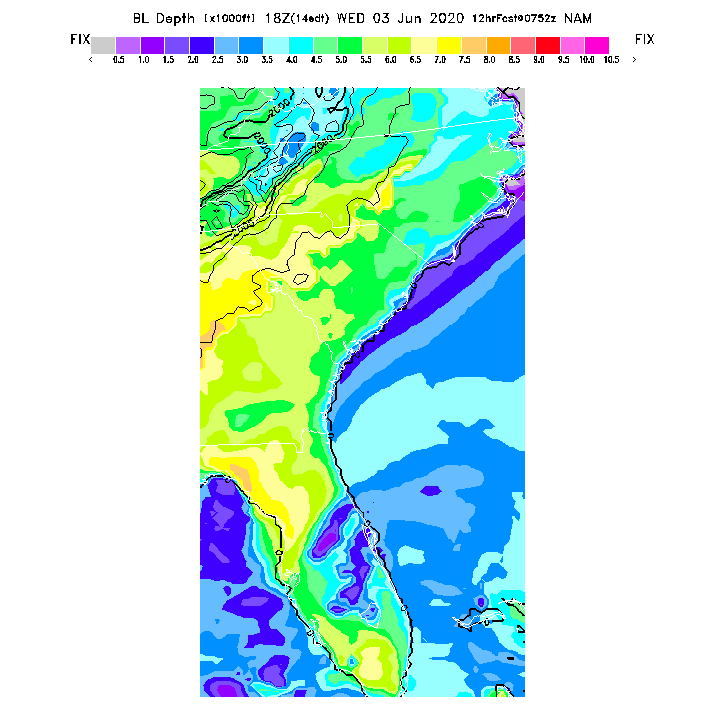 BL Depth [x1000ft] 18Z(14edt) WED 03 Jun 2020 12hrFcst@0752z NAM
FIX FIX
< 0.5 1.0 1.5 2.0 2.5 3.0 3.5 4.0 4.5 5.0 5.5 6.0 6.5 7.0 7.5 8.0 8.5 9.0 9.5 10.0 10.5 >
2000